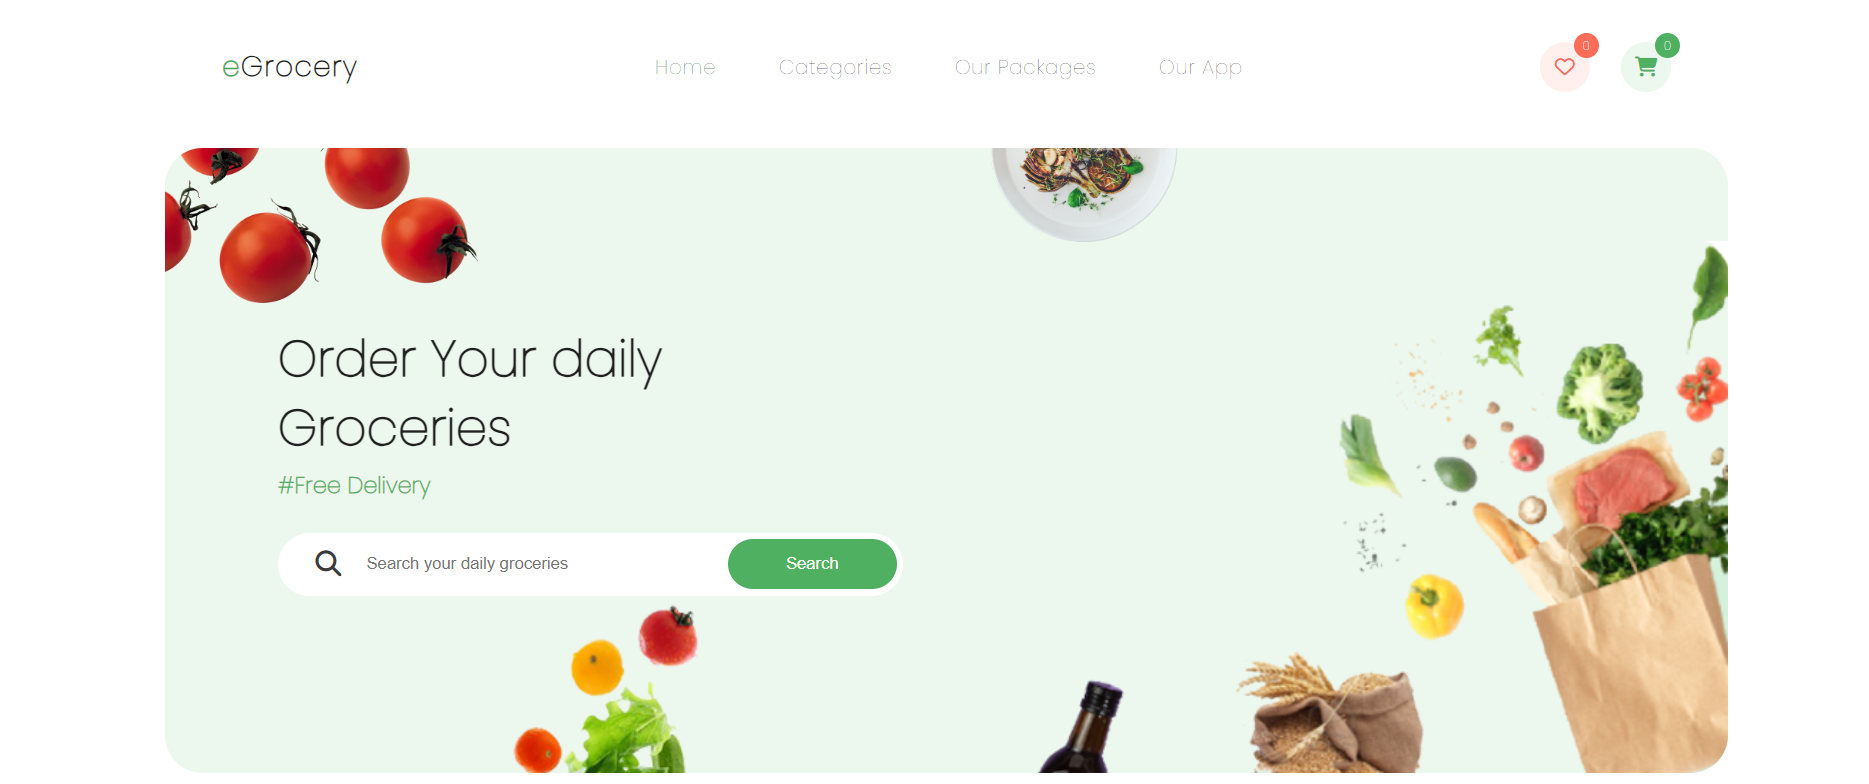 eGrocery
Home Categories Our Packages Our App
0 0
Order Your daily
Groceries
#Free Delivery
Search your daily groceries Search